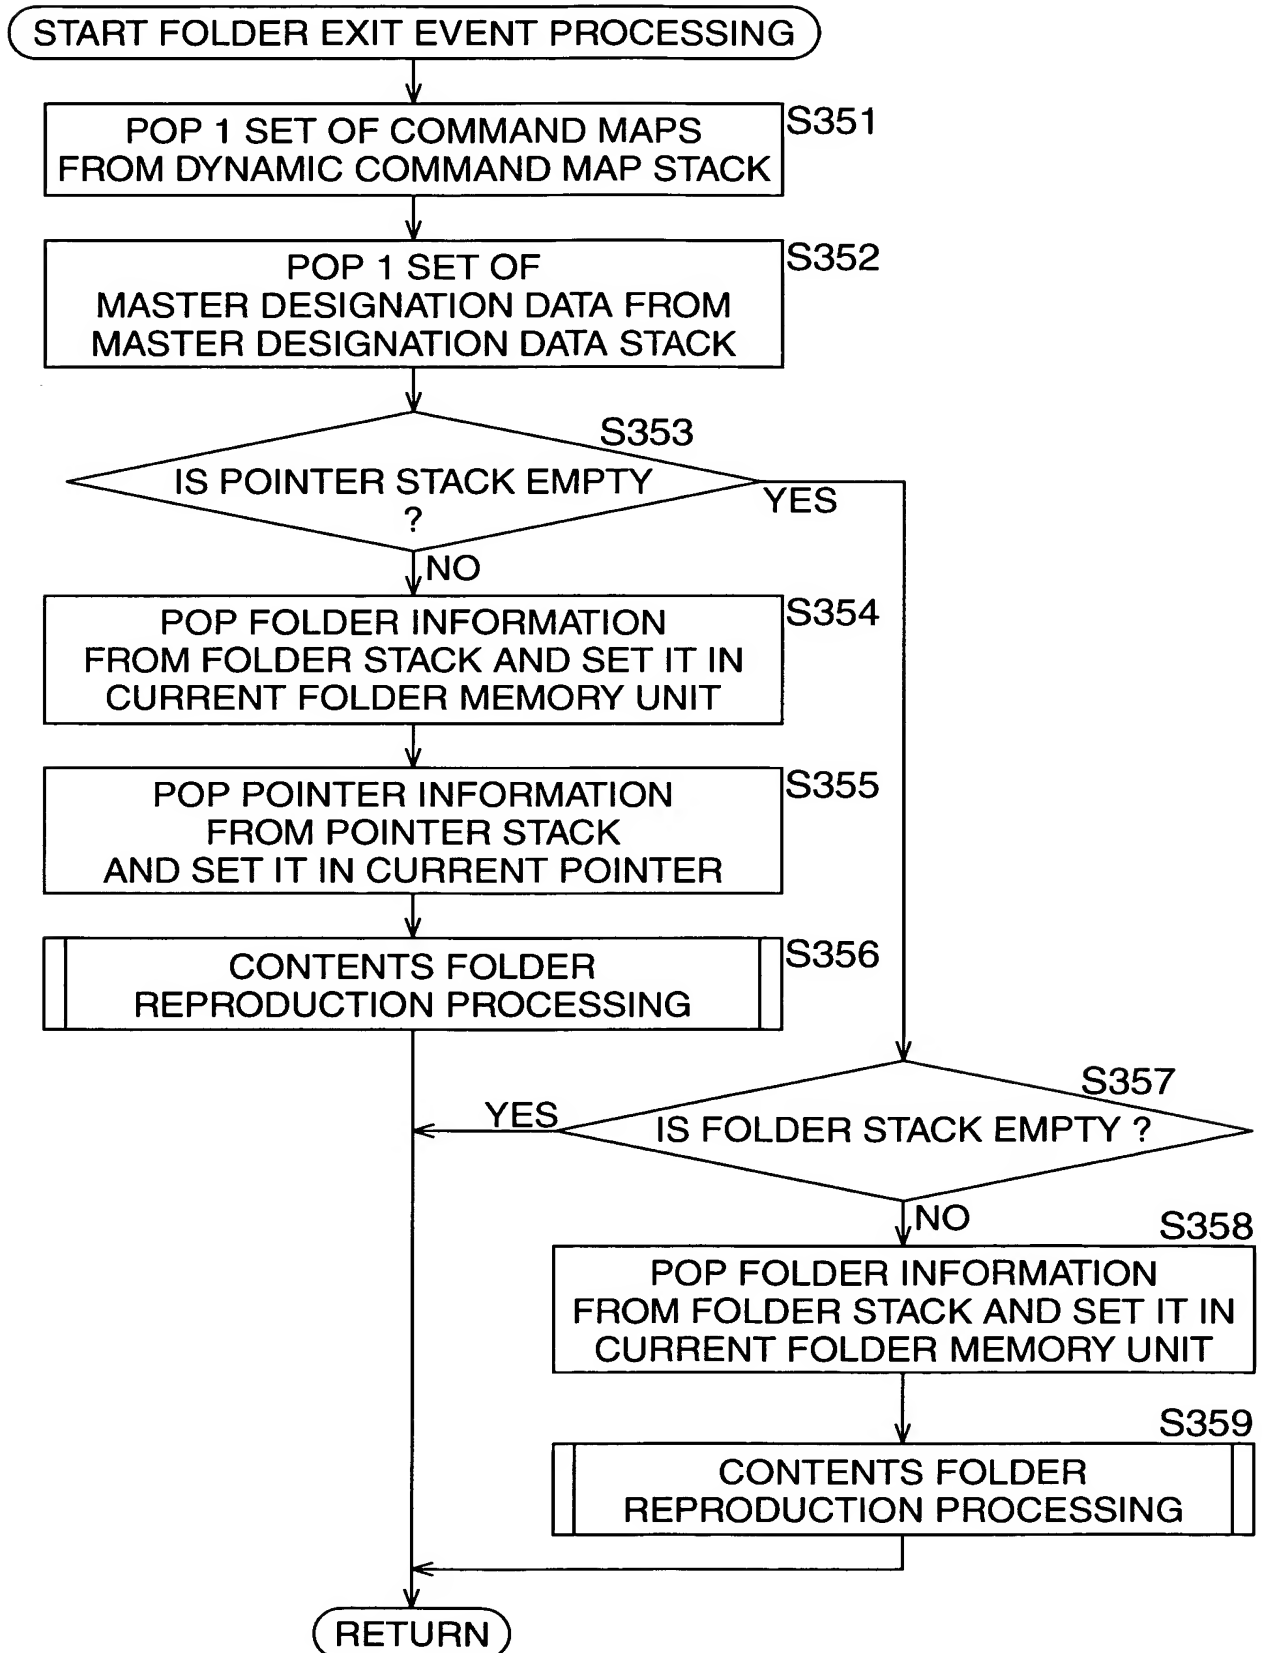 START FOLDER EXIT EVENT PROCESSING
S351
POP 1 SET OF COMMAND MAPS
FROM DYNAMIC COMMAND MAP STACK
S352
POP 1 SET OF
MASTER DESIGNATION DATA FROM
MASTER DESIGNATION DATA STACK
S353
IS POINTER STACK EMPTY
?
YES
NO
S354
POP FOLDER INFORMATION
FROM FOLDER STACK AND SET IT IN
CURRENT FOLDER MEMORY UNIT
S355
POP POINTER INFORMATION
FROM POINTER STACK
AND SET IT IN CURRENT POINTER
S356
CONTENTS FOLDER
REPRODUCTION PROCESSING
S357
YES
IS FOLDER STACK EMPTY ?
NO
S358
POP FOLDER INFORMATION
FROM FOLDER STACK AND SET IT IN
CURRENT FOLDER MEMORY UNIT
S359
CONTENTS FOLDER
REPRODUCTION PROCESSING
RETURN